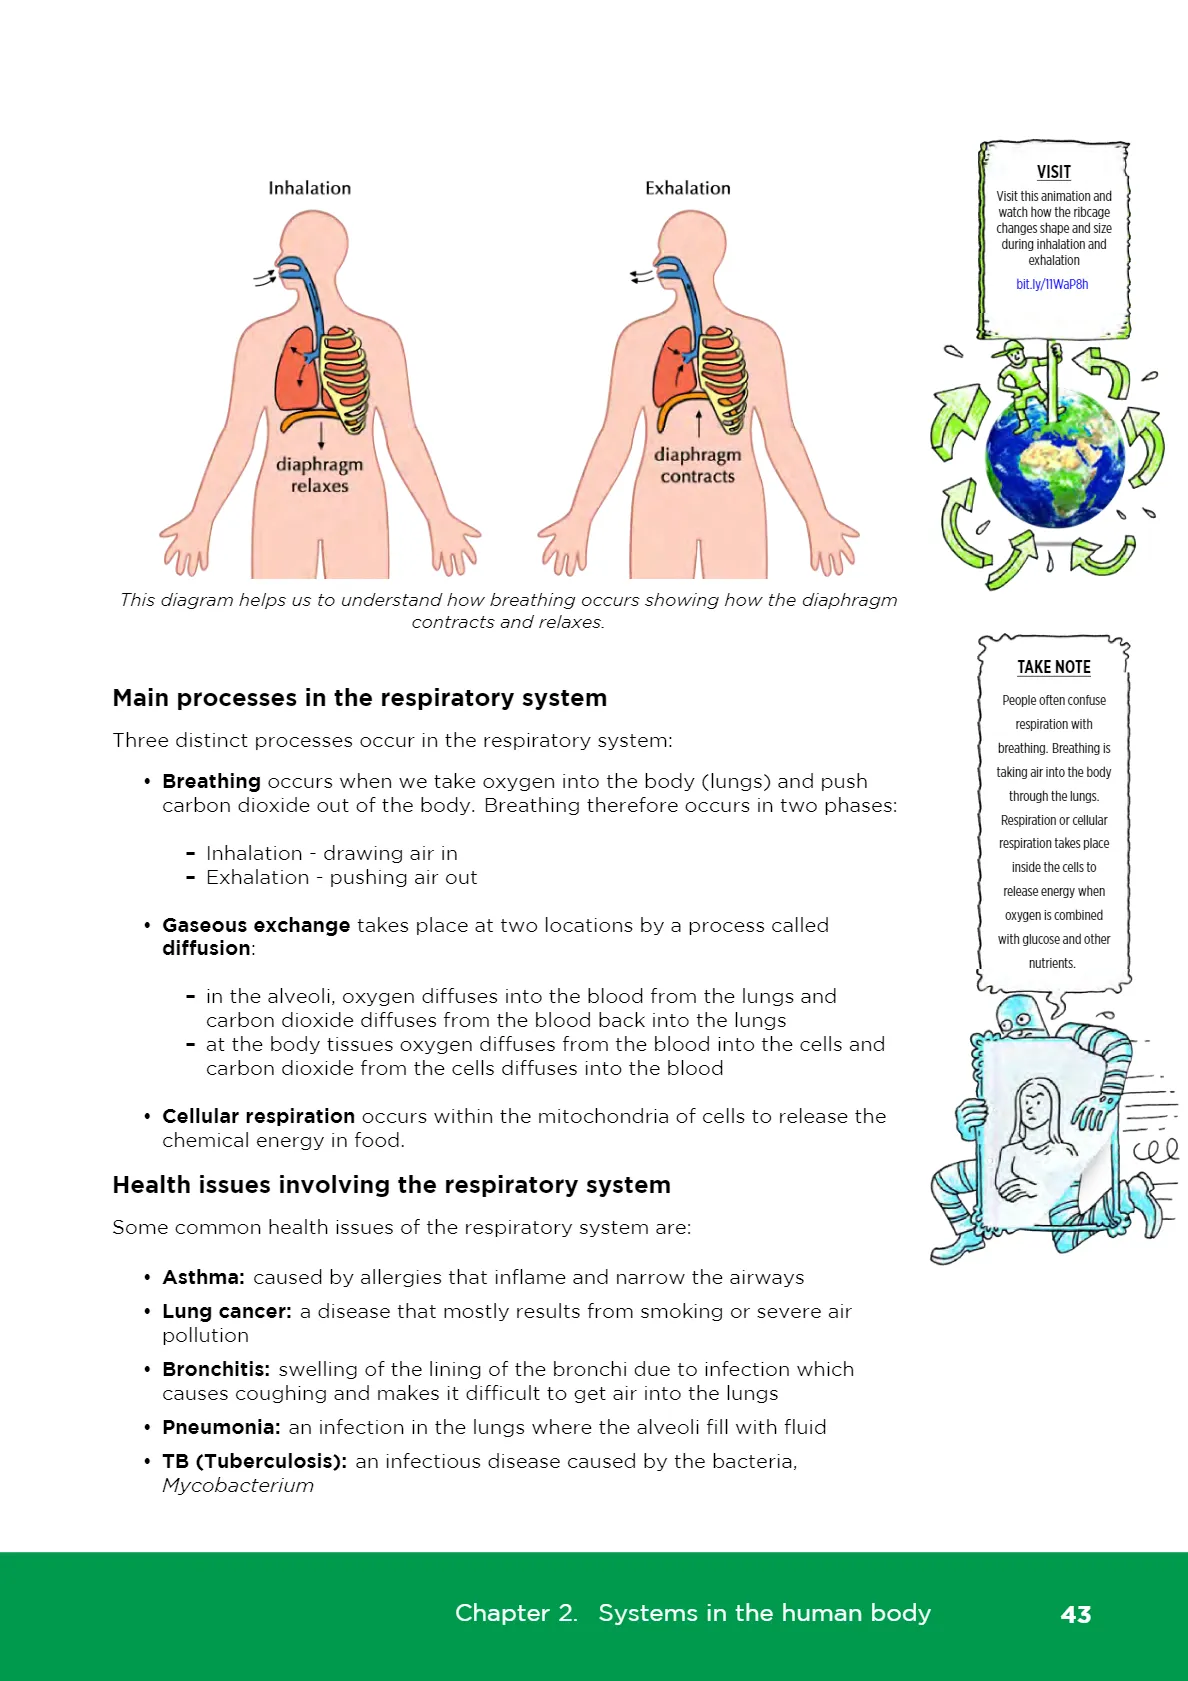 Inhalation
Exhalation
diaphragm
relaxes
diaphragm
contracts
This diagram helps us to understand how breathing occurs showing how the diaphragm
contracts and relaxes.
Main processes in the respiratory system
Three distinct processes occur in the respiratory system:
• Breathing occurs when we take oxygen into the body (lungs) and push
carbon dioxide out of the body. Breathing therefore occurs in two phases:
– Inhalation - drawing air in
– Exhalation - pushing air out
• Gaseous exchange takes place at two locations by a process called
diffusion:
– in the alveoli, oxygen diffuses into the blood from the lungs and
carbon dioxide diffuses from the blood back into the lungs
– at the body tissues oxygen diffuses from the blood into the cells and
carbon dioxide from the cells diffuses into the blood
• Cellular respiration occurs within the mitochondria of cells to release the
chemical energy in food.
Health issues involving the respiratory system
Some common health issues of the respiratory system are:
• Asthma: caused by allergies that inflame and narrow the airways
• Lung cancer: a disease that mostly results from smoking or severe air
pollution
• Bronchitis: swelling of the lining of the bronchi due to infection which
causes coughing and makes it difficult to get air into the lungs
• Pneumonia: an infection in the lungs where the alveoli fill with fluid
• TB (Tuberculosis): an infectious disease caused by the bacteria,
Mycobacterium
VISIT
Visit this animation and
watch how the ribcage
changes shape and size
during inhalation and
exhalation
bit.ly/11WaP8h
TAKE NOTE
People often confuse
respiration with
breathing. Breathing is
taking air into the body
through the lungs.
Respiration or cellular
respiration takes place
inside the cells to
release energy when
oxygen is combined
with glucose and other
nutrients.
Chapter 2. Systems in the human body 43